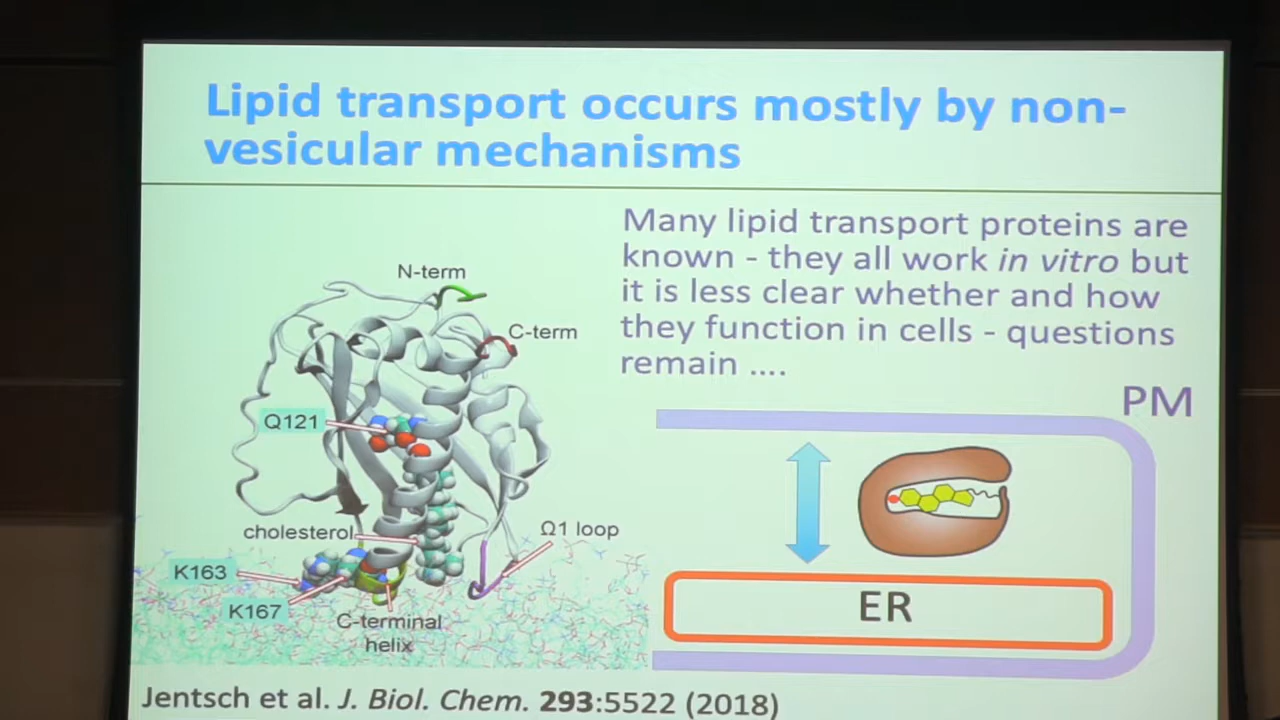 Lipid transport occurs mostly by non-
vesicular mechanisms
Many lipid transport proteins are
known - they all work in vitro but
it is less clear whether and how
they function in cells - questions
remain ....
N-term
C-term
Q121
cholesterol
Ω1 loop
K163
K167
C-terminal
helix
PM
ER
Jentsch et al. J. Biol. Chem. 293:5522 (2018)